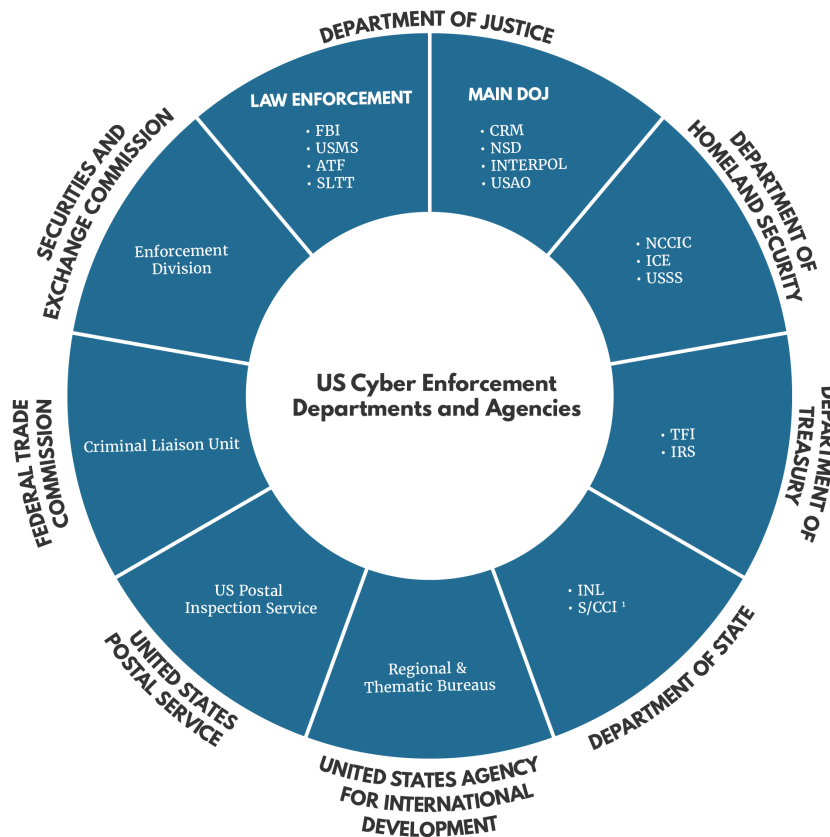 DEPARTMENT OF JUSTICE
LAW ENFORCEMENT
• FBI
• USMS
• ATF
• SLTT
MAIN DOJ
• CRM
• NSD
• INTERPOL
• USAO
DEPARTMENT OF
HOMELAND SECURITY
• NCCIC
• ICE
• USSS
DEPARTMENT OF
TREASURY
• TFI
• IRS
DEPARTMENT OF STATE
• INL
• S/CCI ¹
UNITED STATES AGENCY
FOR INTERNATIONAL
DEVELOPMENT
Regional &
Thematic Bureaus
UNITED STATES
POSTAL SERVICE
US Postal
Inspection Service
FEDERAL TRADE
COMMISSION
Criminal Liaison Unit
SECURITIES AND
EXCHANGE COMMISSION
Enforcement
Division
US Cyber Enforcement
Departments and Agencies